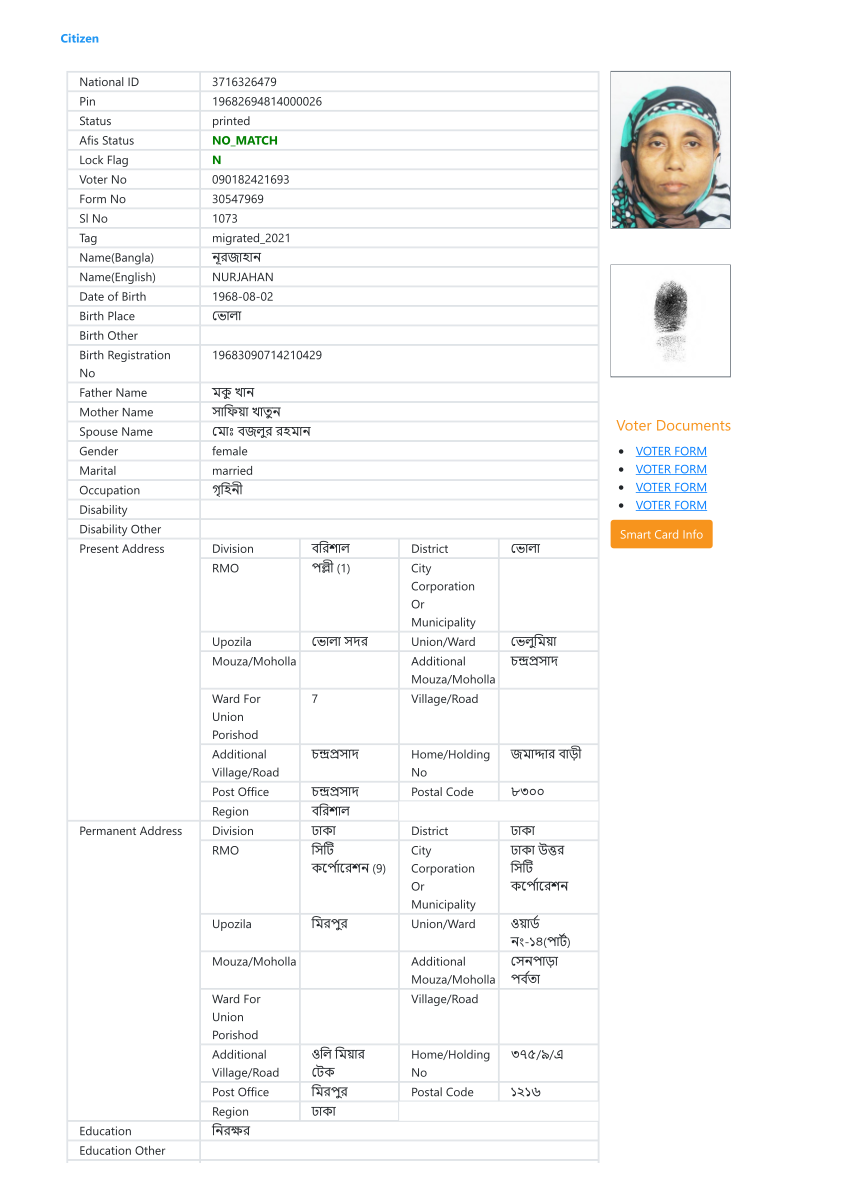 Citizen
National ID 3716326479
Pin 19682694814000026
Status printed
Afis Status NO_MATCH
Lock Flag N
Voter No 090182421693
Form No 30547969
Sl No 1073
Tag migrated_2021
Name(Bangla) নূরজাহান
Name(English) NURJAHAN
Date of Birth 1968-08-02
Birth Place ভোলা
Birth Other
Birth Registration 19683090714210429
No
Father Name মকু খান
Mother Name সাফিয়া খাতুন
Spouse Name মোঃ বজলুর রহমান
Gender female
Marital married
Occupation গৃহিনী
Disability
Disability Other
Present Address Division বরিশাল District ভোলা
RMO পল্লী (1) City
Corporation
Or
Municipality
Upozila ভোলা সদর Union/Ward ভেলুমিয়া
Mouza/Moholla Additional চন্দ্রপ্রসাদ
Mouza/Moholla
Ward For 7 Village/Road
Union
Porishod
Additional চন্দ্রপ্রসাদ Home/Holding জমাদ্দার বাড়ী
Village/Road No
Post Office চন্দ্রপ্রসাদ Postal Code ৮৩০০
Region বরিশাল
Permanent Address Division ঢাকা District ঢাকা
RMO সিটি City ঢাকা উত্তর
কর্পোরেশন (9) Corporation সিটি
Or কর্পোরেশন
Municipality
Upozila মিরপুর Union/Ward ওয়ার্ড
নং-১৪(পার্ট)
Mouza/Moholla Additional সেনপাড়া
Mouza/Moholla পর্বতা
Ward For Village/Road
Union
Porishod
Additional ওলি মিয়ার Home/Holding ৩৭৫/৯/এ
Village/Road টেক No
Post Office মিরপুর Postal Code ১২১৬
Region ঢাকা
Education নিরক্ষর
Education Other
Voter Documents
VOTER FORM
VOTER FORM
VOTER FORM
VOTER FORM
Smart Card Info